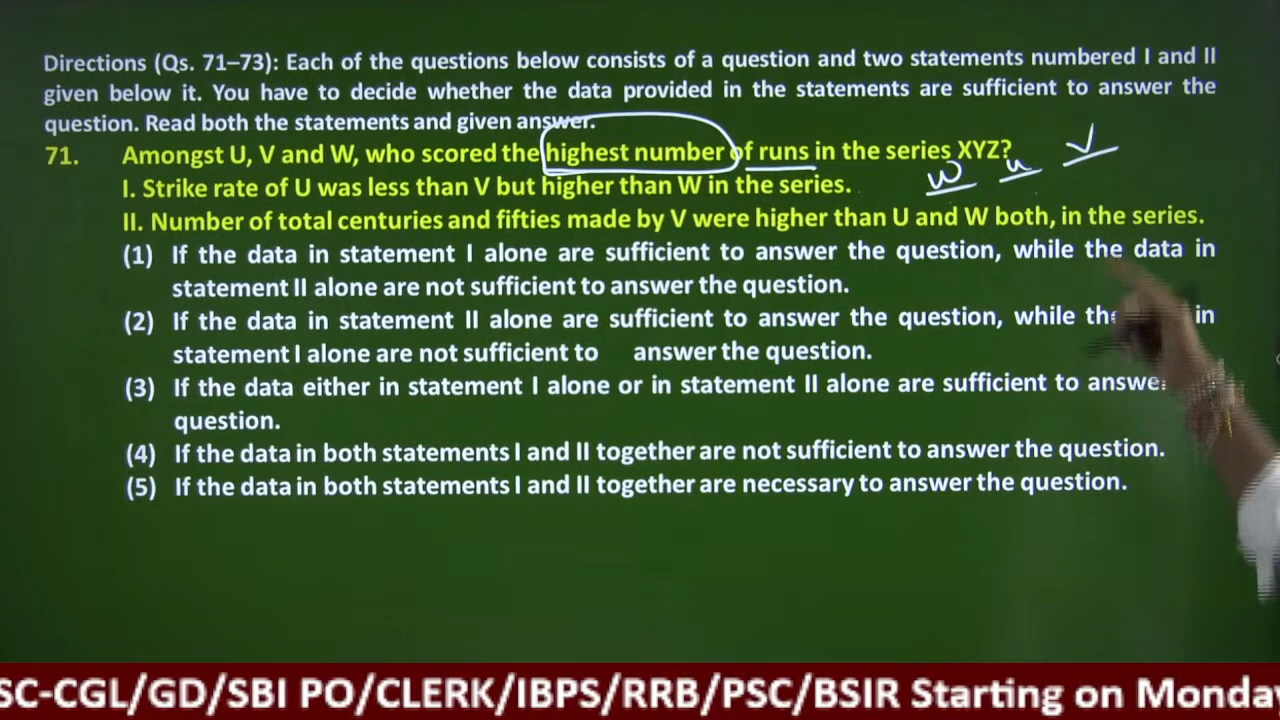 Directions (Qs. 71–73): Each of the questions below consists of a question and two statements numbered I and II
given below it. You have to decide whether the data provided in the statements are sufficient to answer the
question. Read both the statements and given answer.
71. Amongst U, V and W, who scored the highest number of runs in the series XYZ?
W u V
I. Strike rate of U was less than V but higher than W in the series.
II. Number of total centuries and fifties made by V were higher than U and W both, in the series.
(1) If the data in statement I alone are sufficient to answer the question, while the data in
statement II alone are not sufficient to answer the question.
(2) If the data in statement II alone are sufficient to answer the question, while in
statement I alone are not sufficient to answer the question.
(3) If the data either in statement I alone or in statement II alone are sufficient to
question.
(4) If the data in both statements I and II together are not sufficient to answer the question.
(5) If the data in both statements I and II together are necessary to answer the question.
SC-CGL/GD/SBI PO/CLERK/IBPS/RRB/PSC/BSIR Starting on Monday